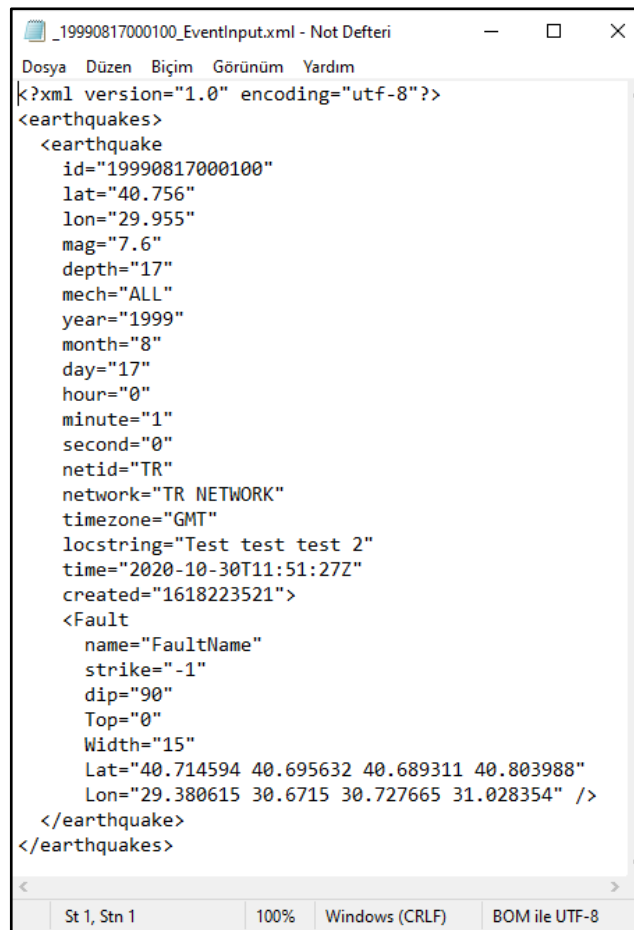 _19990817000100_EventInput.xml - Not Defteri
Dosya Düzen Biçim Görünüm Yardım
<?xml version="1.0" encoding="utf-8"?>
<earthquakes>
  <earthquake
    id="19990817000100"
    lat="40.756"
    lon="29.955"
    mag="7.6"
    depth="17"
    mech="ALL"
    year="1999"
    month="8"
    day="17"
    hour="0"
    minute="1"
    second="0"
    netid="TR"
    network="TR NETWORK"
    timezone="GMT"
    locstring="Test test test 2"
    time="2020-10-30T11:51:27Z"
    created="1618223521">
    <Fault
      name="FaultName"
      strike="-1"
      dip="90"
      Top="0"
      Width="15"
      Lat="40.714594 40.695632 40.689311 40.803988"
      Lon="29.380615 30.6715 30.727665 31.028354" />
  </earthquake>
</earthquakes>
St 1, Stn 1 100% Windows (CRLF) BOM ile UTF-8